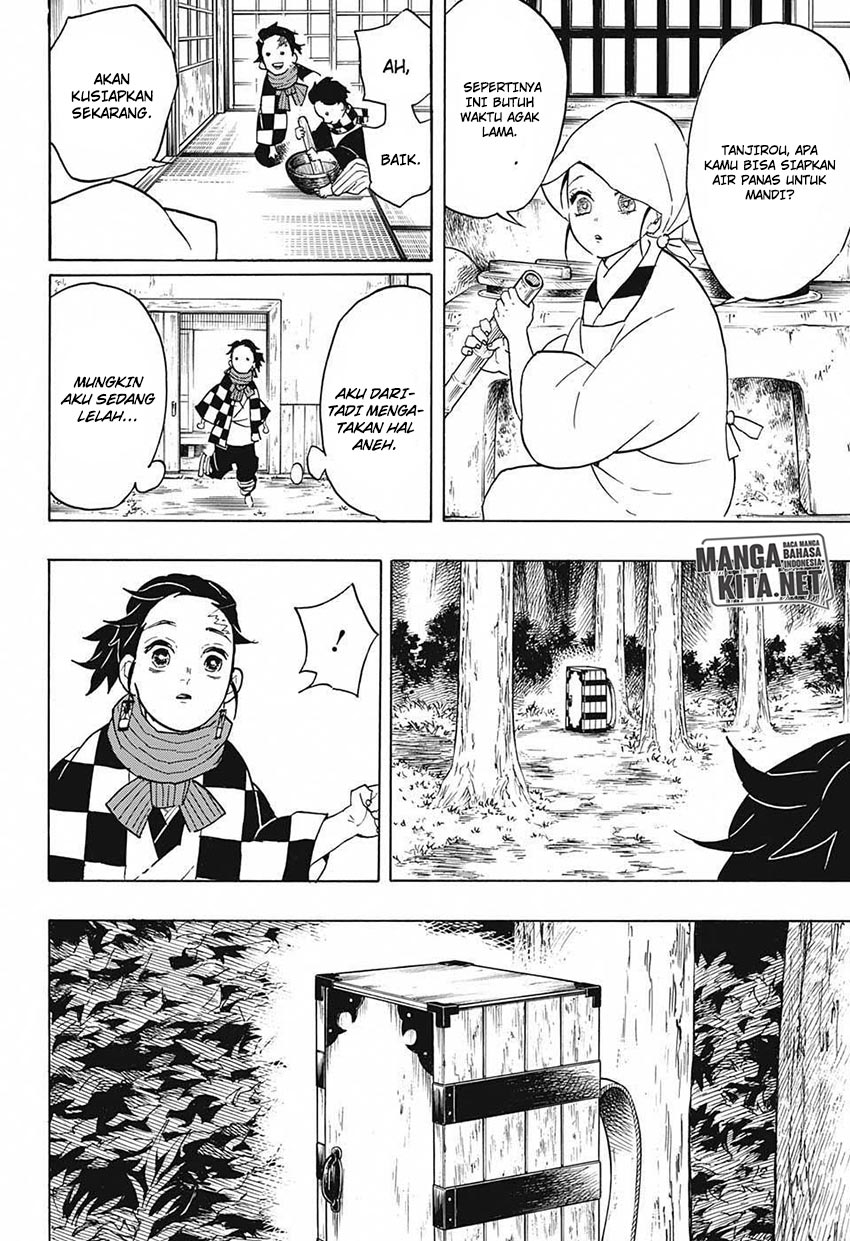 SEPERTINYA
INI BUTUH
WAKTU AGAK
LAMA.
TANJIROU, APA
KAMU BISA SIAPKAN
AIR PANAS UNTUK
MANDI?
AH,
BAIK.
AKAN
KUSIAPKAN
SEKARANG.
AKU DARI-
TADI MENGA-
TAKAN HAL
ANEH.
MUNGKIN
AKU SEDANG
LELAH...
MANGA
KITA.NET
BACA MANGA
BAHASA
INDONESIA
!